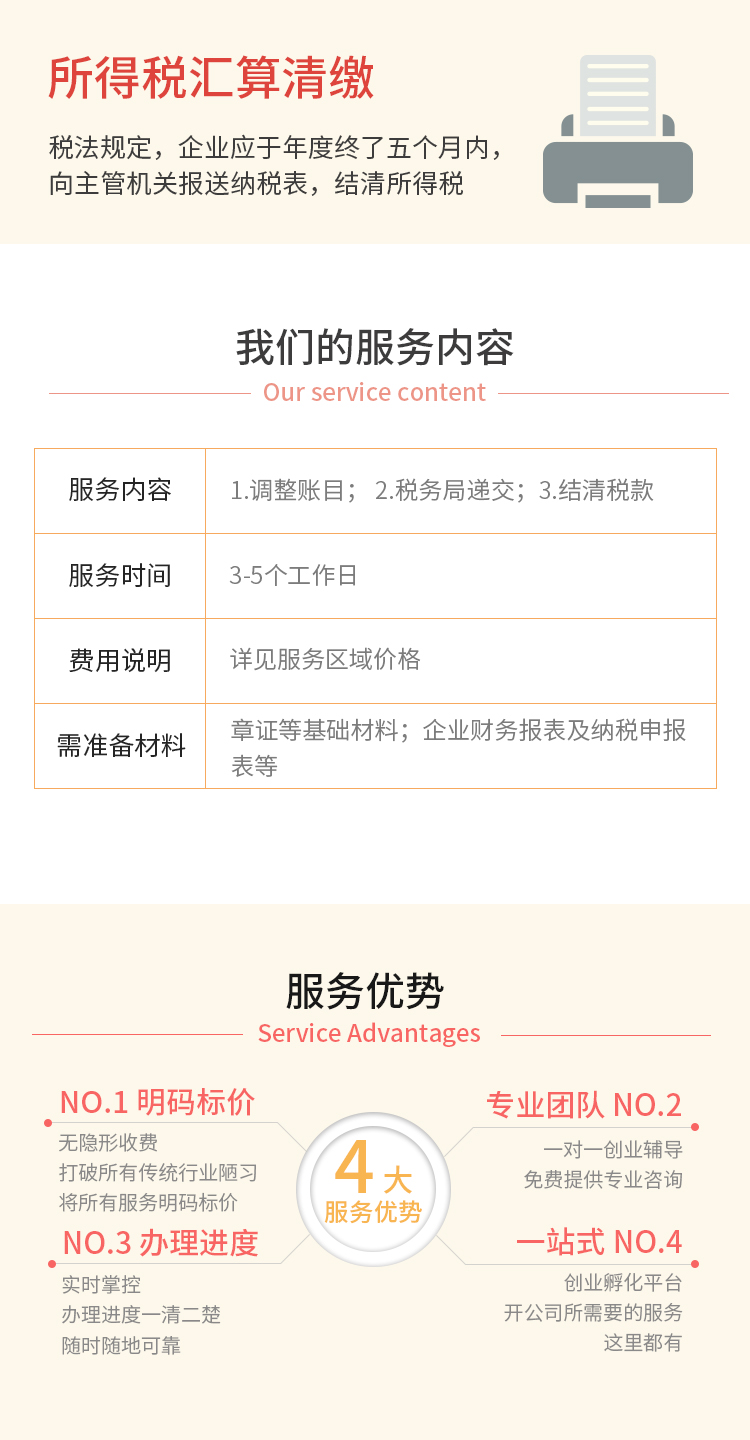 所得税汇算清缴
税法规定，企业应于年度终了五个月内，
向主管机关报送纳税表，结清所得税
我们的服务内容
Our service content
服务内容
1.调整账目； 2.税务局递交；3.结清税款
服务时间
3-5个工作日
费用说明
详见服务区域价格
需准备材料
章证等基础材料；企业财务报表及纳税申报
表等
服务优势
Service Advantages
NO.1 明码标价
无隐形收费
打破所有传统行业陋习
将所有服务明码标价
专业团队 NO.2
一对一创业辅导
免费提供专业咨询
4大
服务优势
NO.3 办理进度
实时掌控
办理进度一清二楚
随时随地可靠
一站式 NO.4
创业孵化平台
开公司所需要的服务
这里都有